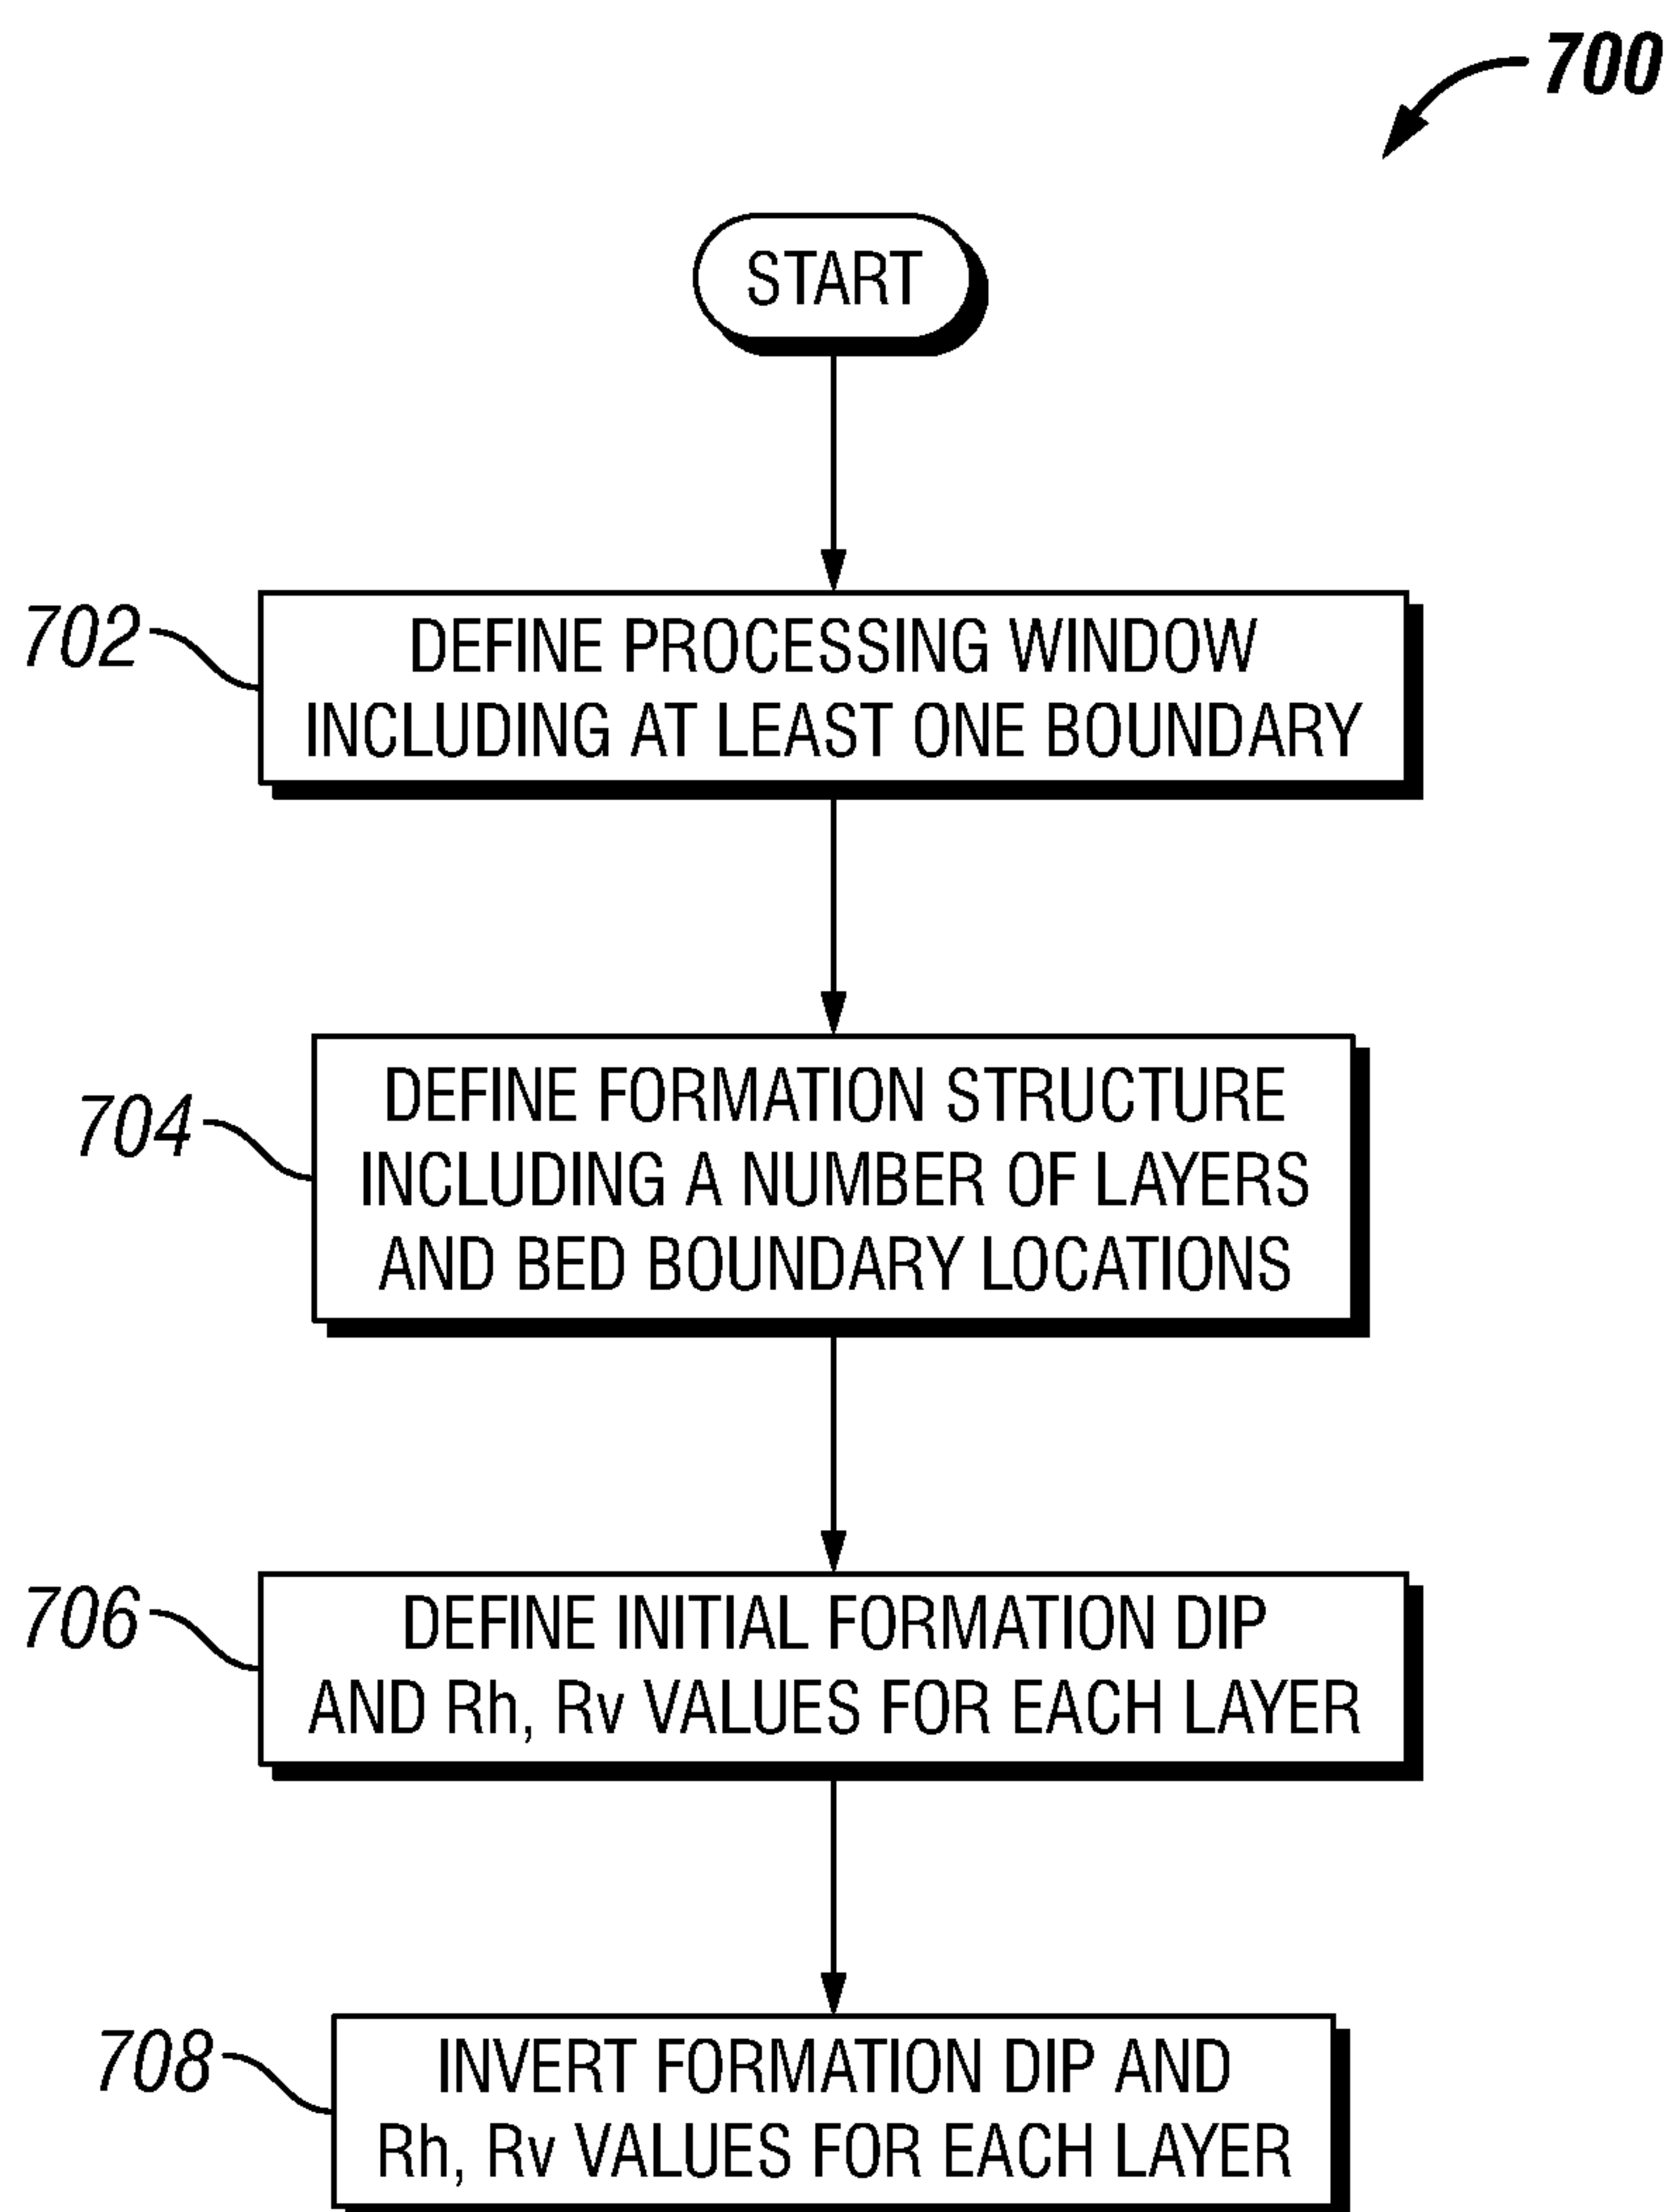 700
START
702
DEFINE PROCESSING WINDOW
INCLUDING AT LEAST ONE BOUNDARY
704
DEFINE FORMATION STRUCTURE
INCLUDING A NUMBER OF LAYERS
AND BED BOUNDARY LOCATIONS
706
DEFINE INITIAL FORMATION DIP
AND Rh, Rv VALUES FOR EACH LAYER
708
INVERT FORMATION DIP AND
Rh, Rv VALUES FOR EACH LAYER